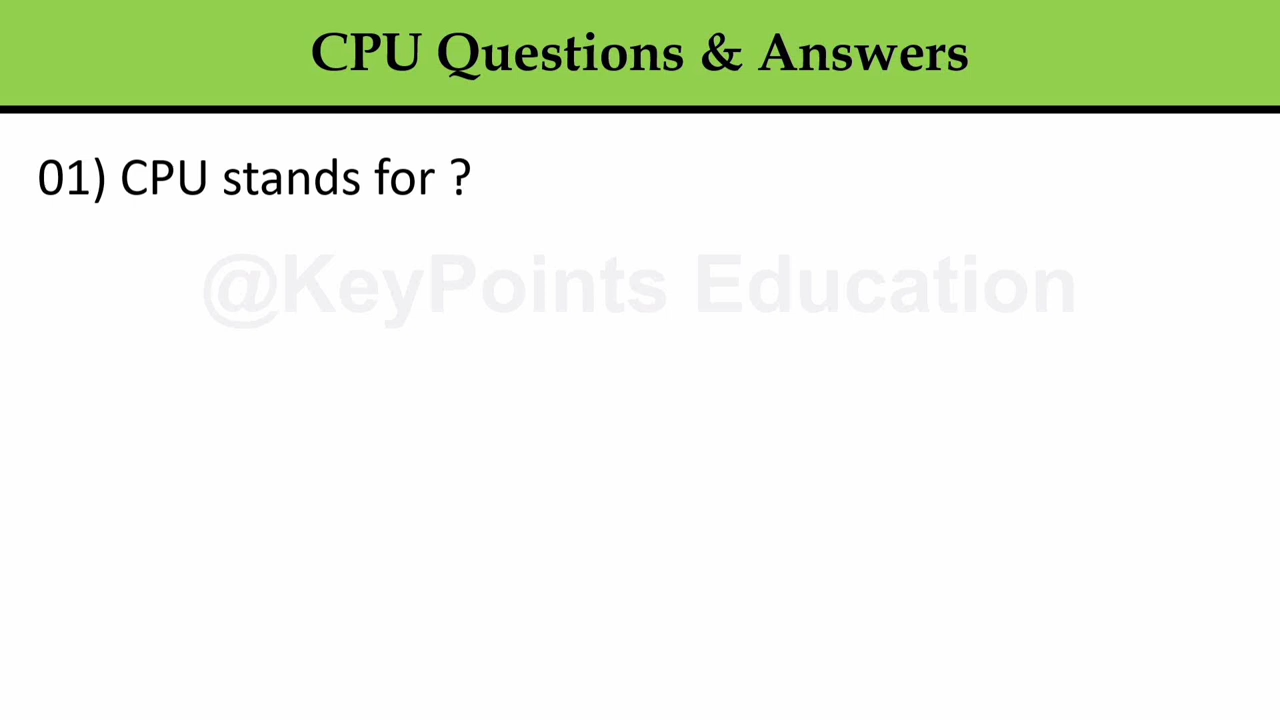 CPU Questions & Answers
01) CPU stands for ?
@KeyPoints Education